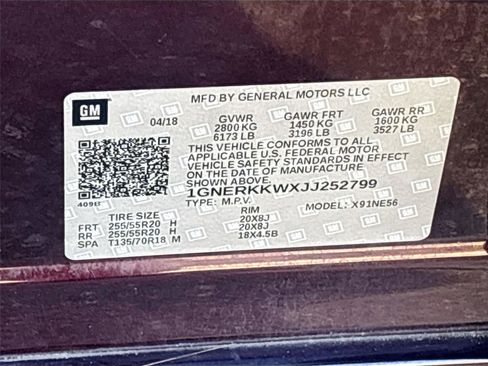 MFD BY GENERAL MOTORS LLC
GM
04/18 GVWR GAWR FRT GAWR RR
2800 KG 1450 KG 1600 KG
6173 LB 3196 LB 3527 LB
THIS VEHICLE CONFORMS TO ALL
APPLICABLE U.S. FEDERAL MOTOR
VEHICLE SAFETY STANDARDS IN EFFECT
ON THE DATE OF MANUFACTURE
SHOWN ABOVE.
1GNERKKWXJJ252799
TYPE: M.P.V. MODEL: X91NE56
TIRE SIZE RIM
FRT 255/55R20 H 20X8J
RR 255/55R20 H 20X8J
SPA T135/70R18 M 18X4.5B